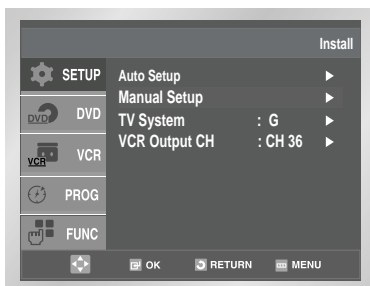 Install
SETUP
DVD DVD
VCR VCR
PROG
FUNC
Auto Setup ►
Manual Setup ►
TV System : G ►
VCR Output CH : CH 36 ►
OK RETURN MENU